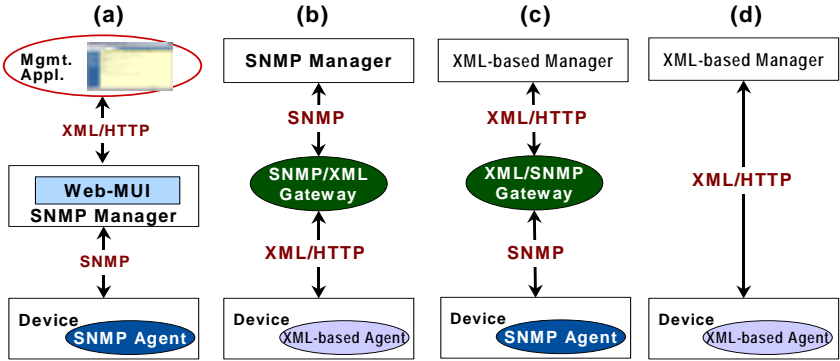 (a)
Mgmt.
Appl.
XML/HTTP
Web-MUI
SNMP Manager
SNMP
Device
SNMP Agent
(b)
SNMP Manager
SNMP
SNMP/XML
Gateway
XML/HTTP
Device
XML-based Agent
(c)
XML-based Manager
XML/HTTP
XML/SNMP
Gateway
SNMP
Device
SNMP Agent
(d)
XML-based Manager
XML/HTTP
Device
XML-based Agent